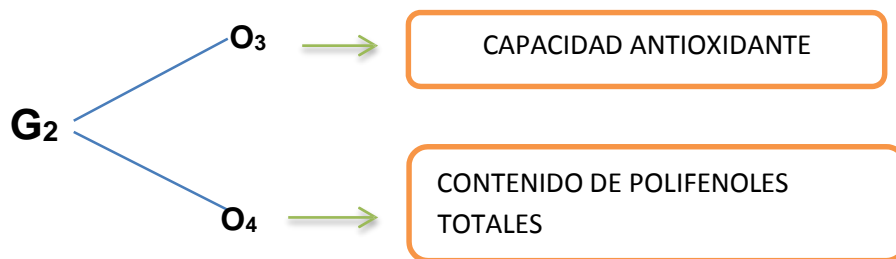 O₃
CAPACIDAD ANTIOXIDANTE
G₂
O₄
CONTENIDO DE POLIFENOLES
TOTALES